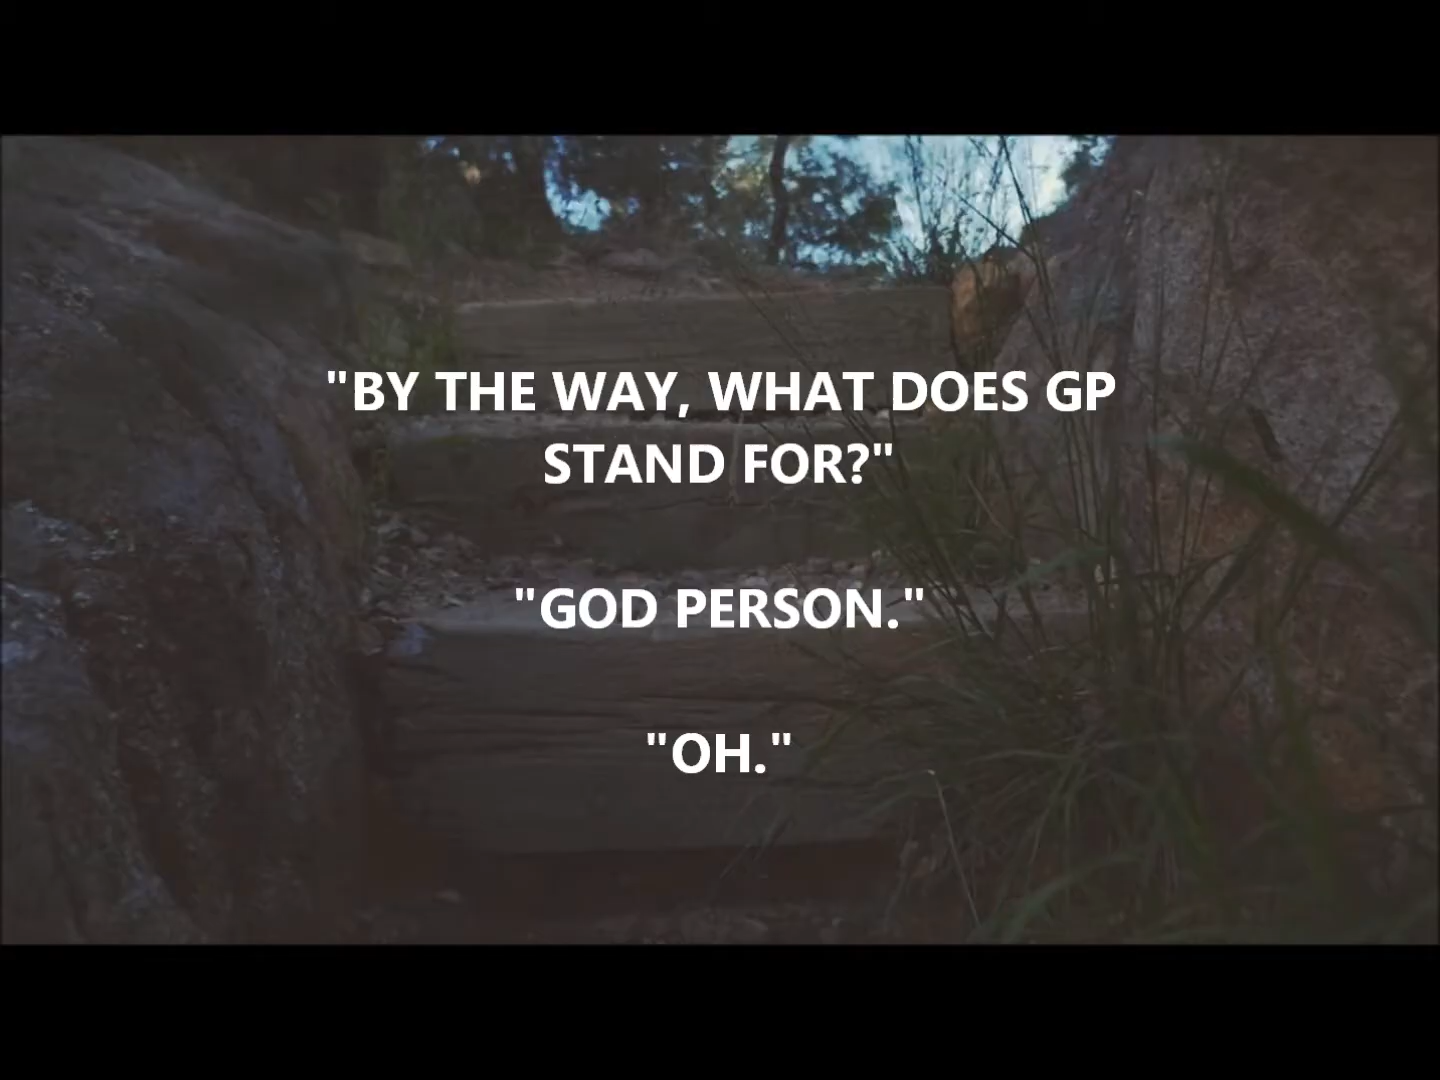 "BY THE WAY, WHAT DOES GP
STAND FOR?"
"GOD PERSON."
"OH."